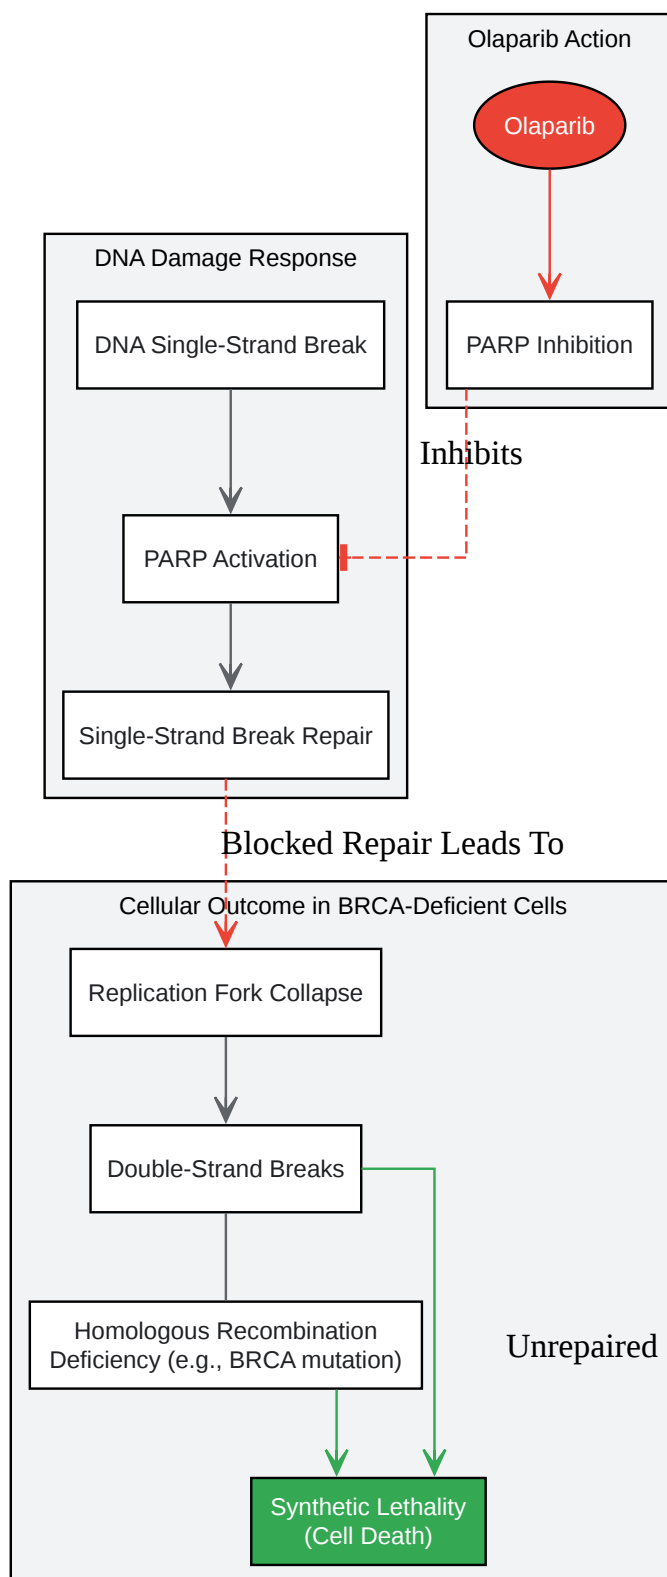 Olaparib Action
Olaparib
DNA Damage Response
DNA Single-Strand Break
PARP Inhibition
Inhibits
PARP Activation
Single-Strand Break Repair
Blocked Repair Leads To
Cellular Outcome in BRCA-Deficient Cells
Replication Fork Collapse
Double-Strand Breaks
Homologous Recombination
Deficiency (e.g., BRCA mutation)
Unrepaired
Synthetic Lethality
(Cell Death)